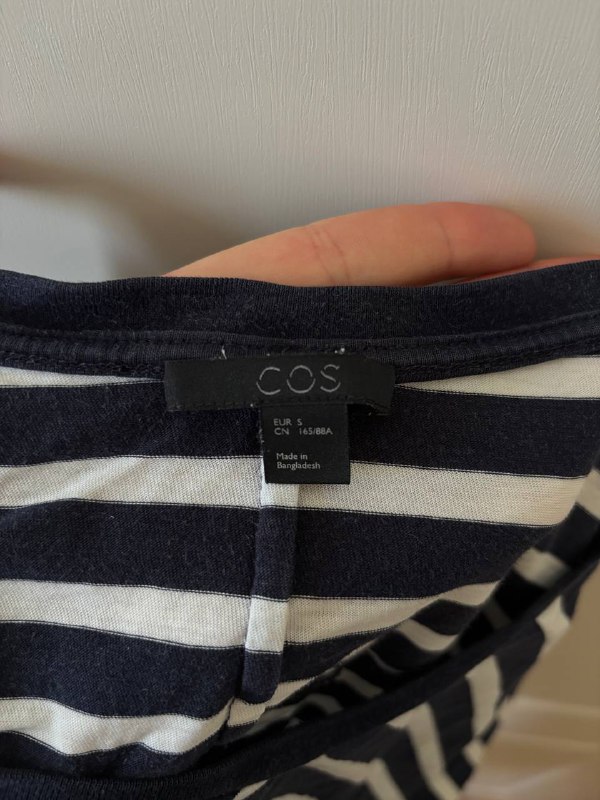 COS
EUR S
CN 165/88A
Made in
Bangladesh